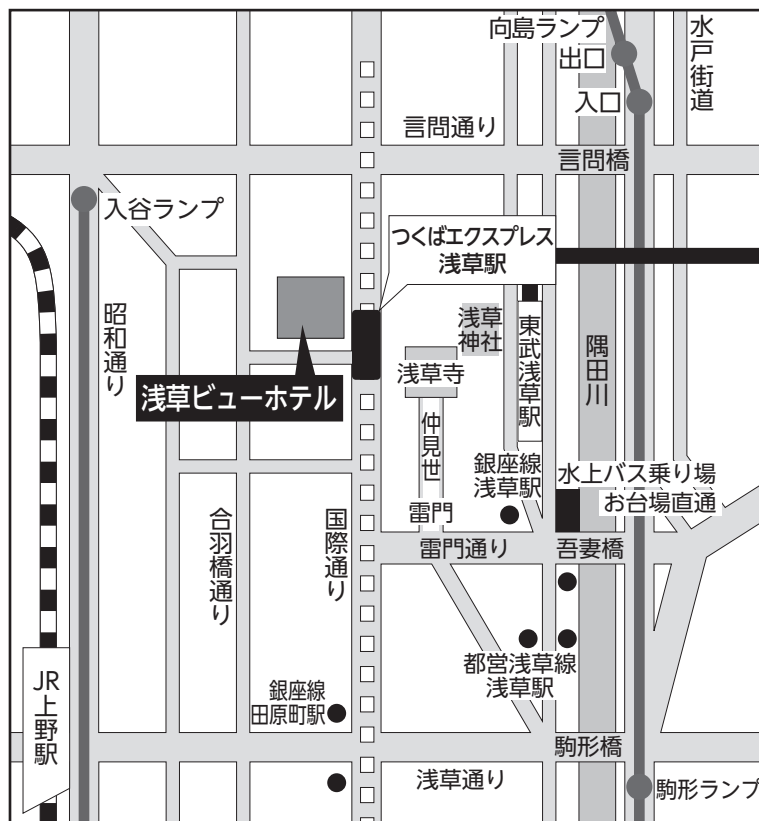 向島ランプ
出口
入口
水戸街道
言問通り
言問橋
入谷ランプ
つくばエクスプレス
浅草駅
昭和通り
浅草
神社
東武浅草駅
隅田川
浅草寺
浅草ビューホテル
仲見世
銀座線
浅草駅
水上バス乗り場
お台場直通
雷門
合羽橋通り
国際通り
雷門通り
吾妻橋
都営浅草線
浅草駅
JR上野駅
銀座線
田原町駅
駒形橋
浅草通り
駒形ランプ